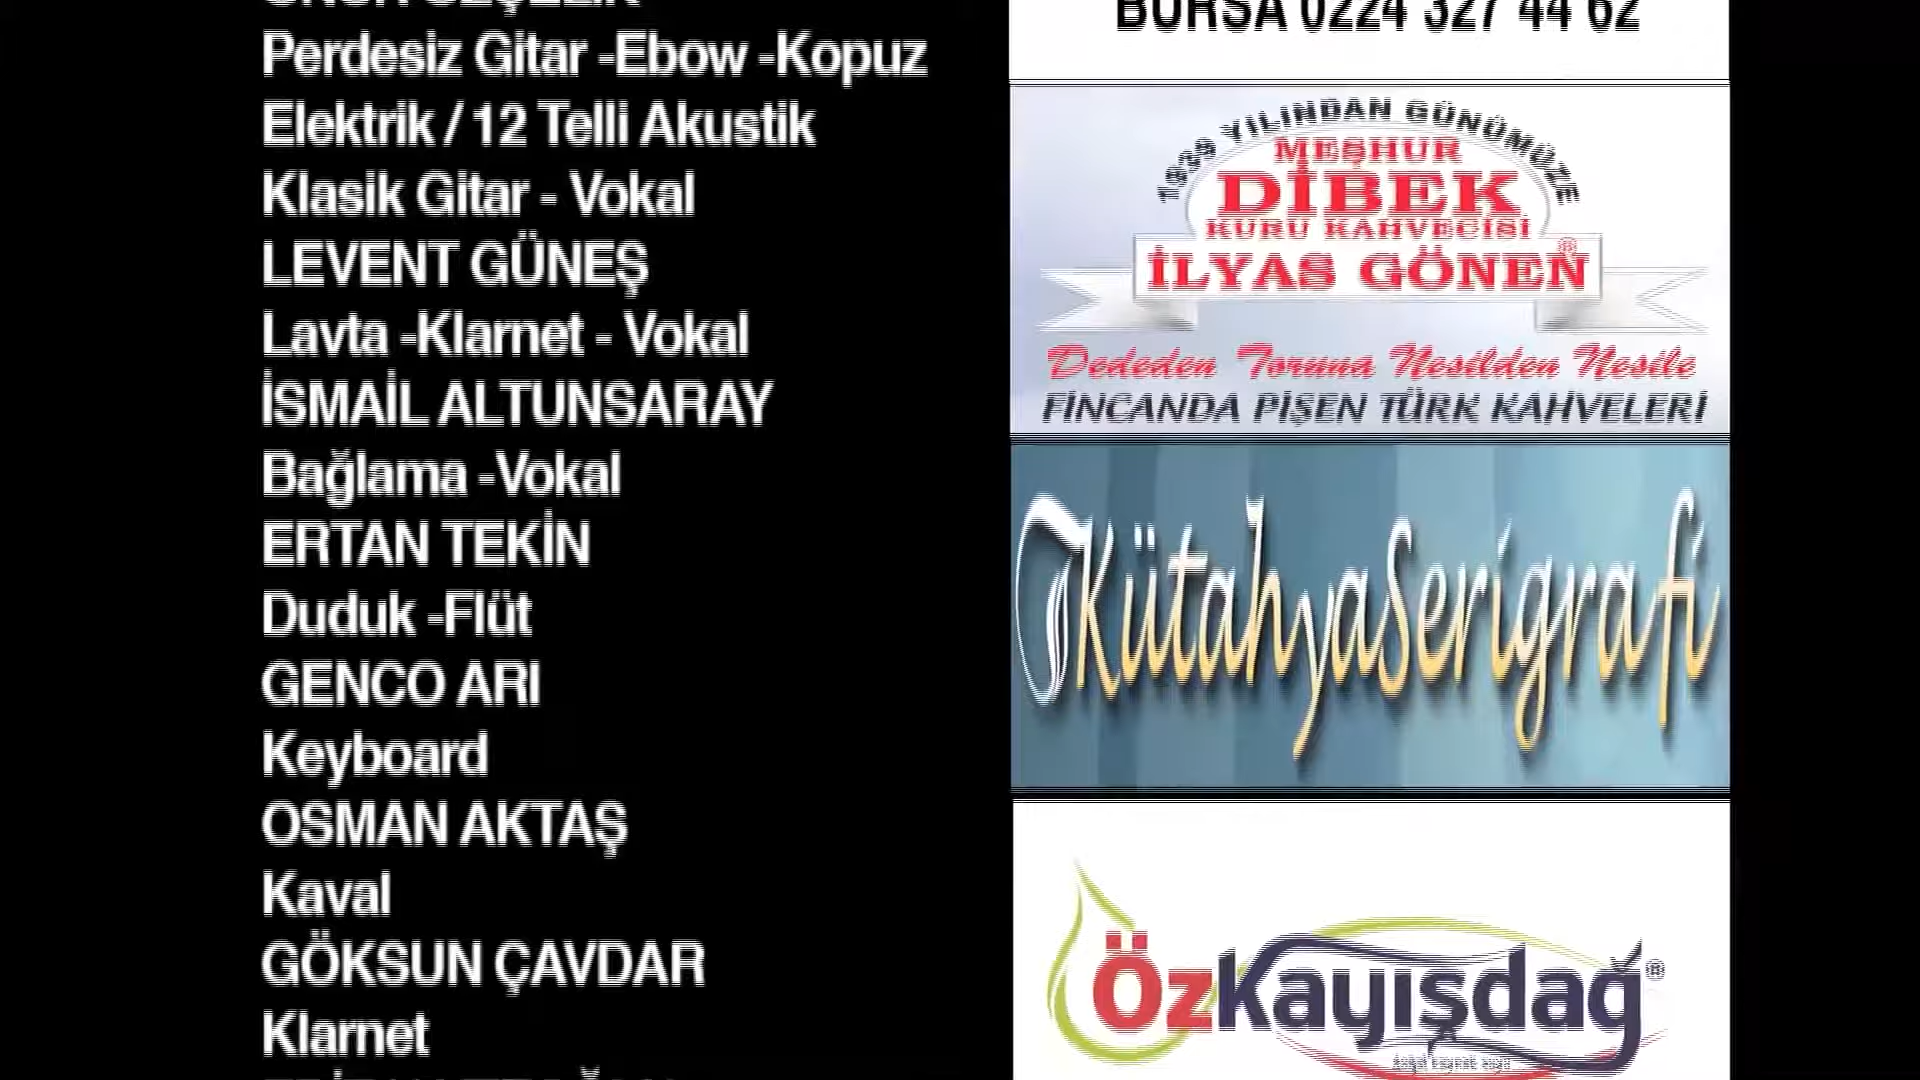 Perdesiz Gitar -Ebow -Kopuz
Elektrik / 12 Telli Akustik
Klasik Gitar - Vokal
LEVENT GÜNEŞ
Lavta -Klarnet - Vokal
İSMAİL ALTUNSARAY
Bağlama -Vokal
ERTAN TEKİN
Duduk -Flüt
GENCO ARI
Keyboard
OSMAN AKTAŞ
Kaval
GÖKSUN ÇAVDAR
Klarnet
BURSA 0224 327 44 62
1939 YILINDAN GÜNÜMÜZE
MEŞHUR
DİBEK
KURU KAHVECİSİ
İLYAS GÖNEN®
Dededen Toruna Nesilden Nesile
FİNCANDA PİŞEN TÜRK KAHVELERİ
KütahyaSerigrafi
ÖzKayışdağ®